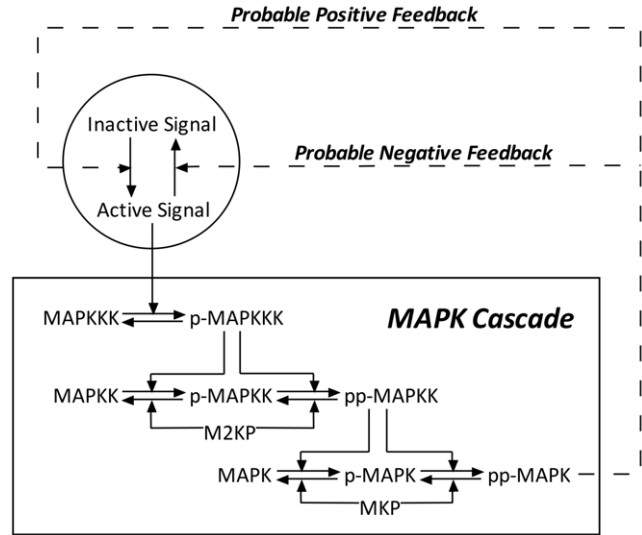 Probable Positive Feedback
Inactive Signal
Probable Negative Feedback
Active Signal
MAPK Cascade
MAPKKK p-MAPKKK
MAPKK p-MAPKK pp-MAPKK
M2KP
MAPK p-MAPK pp-MAPK
MKP